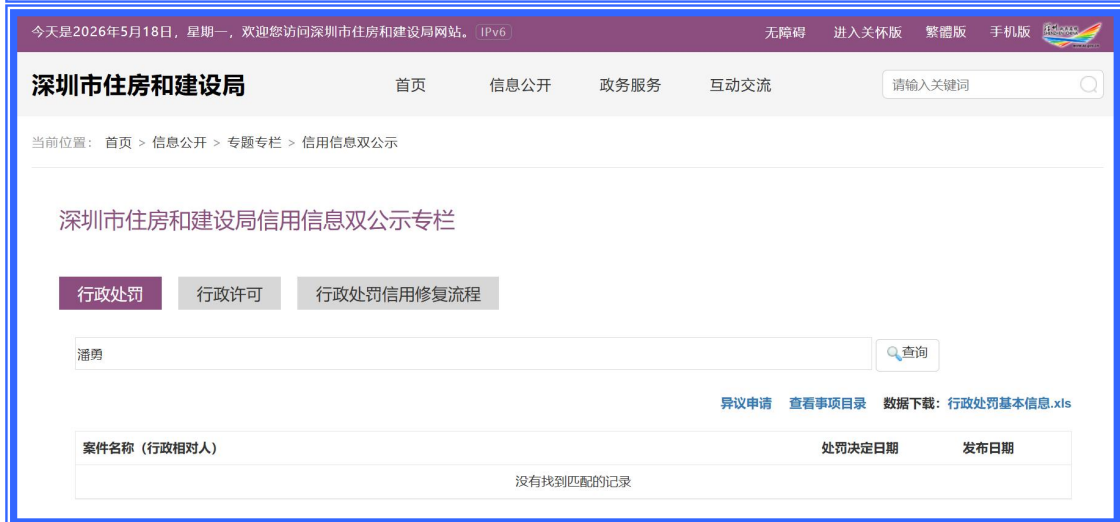 今天是2026年5月18日，星期一，欢迎您访问深圳市住房和建设局网站。 IPv6 无障碍 进入关怀版 繁體版 手机版
深圳市住房和建设局 首页 信息公开 政务服务 互动交流 请输入关键词
当前位置： 首页 > 信息公开 > 专题专栏 > 信用信息双公示
深圳市住房和建设局信用信息双公示专栏
行政处罚 行政许可 行政处罚信用修复流程
潘勇 查询
异议申请 查看事项目录 数据下载：行政处罚基本信息.xls
案件名称（行政相对人） 处罚决定日期 发布日期
没有找到匹配的记录